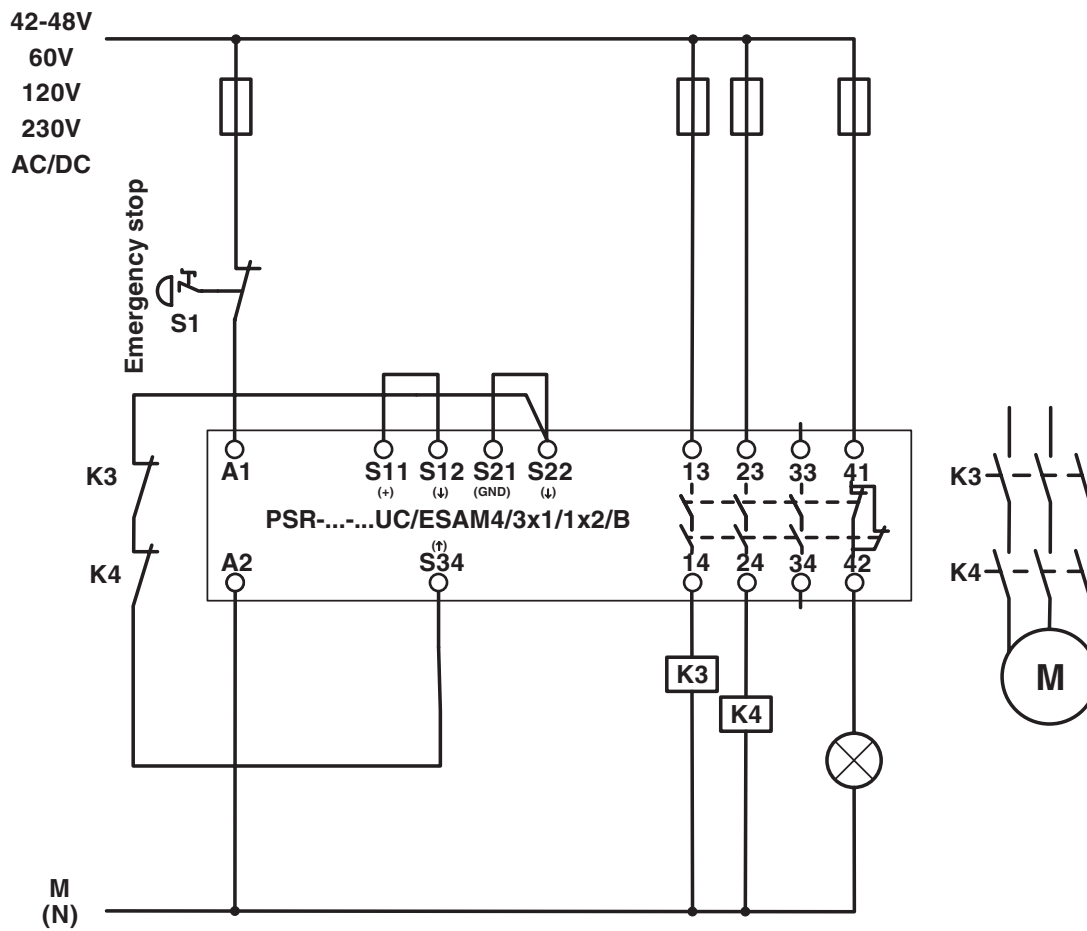 42-48V
60V
120V
230V
AC/DC
Emergency stop
S1
K3
K4
A1
S11
S12
S21
S22
13
23
33
41
(+)
(↓)
(GND)
(↓)
PSR-...-...UC/ESAM4/3x1/1x2/B
(↑)
A2
S34
14
24
34
42
K3
K4
K3
K4
M
M
(N)